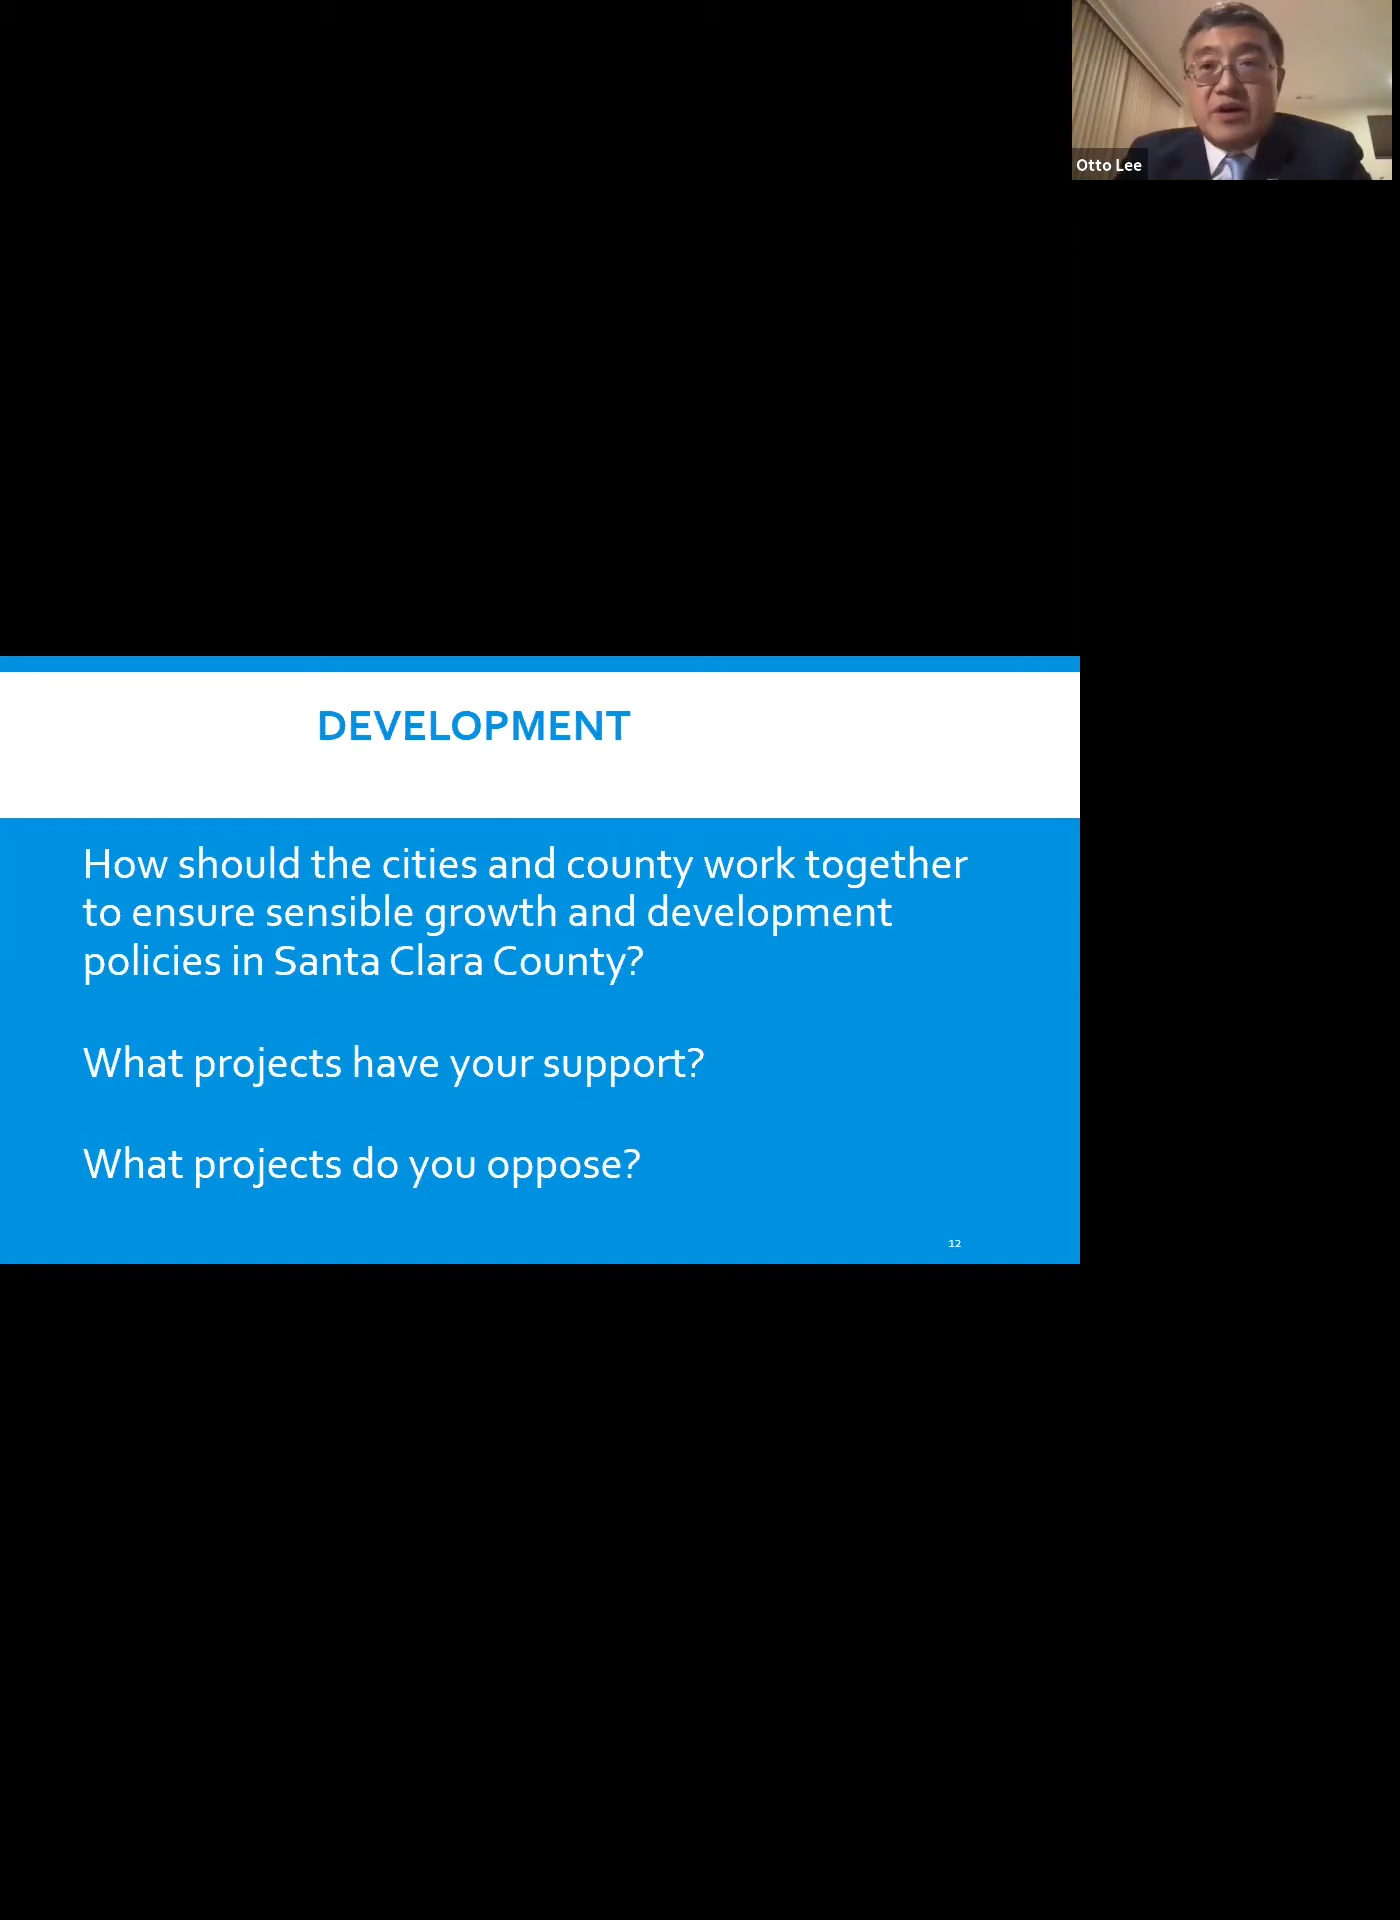 Otto Lee
DEVELOPMENT
How should the cities and county work together
to ensure sensible growth and development
policies in Santa Clara County?
What projects have your support?
What projects do you oppose?
12